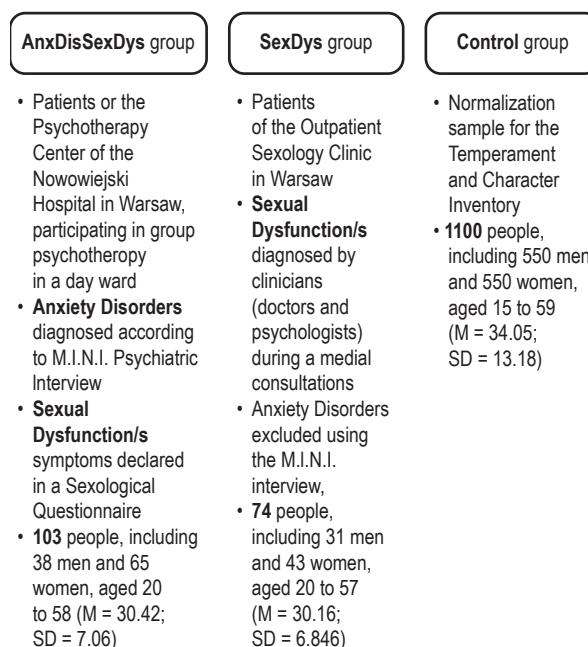 AnxDisSexDys group
• Patients or the
Psychotherapy
Center of the
Nowowiejski
Hospital in Warsaw,
participating in group
psychotheropy
in a day ward
• Anxiety Disorders
diagnosed according
to M.I.N.I. Psychiatric
Interview
• Sexual
Dysfunction/s
symptoms declared
in a Sexological
Questionnaire
• 103 people, including
38 men and 65
women, aged 20
to 58 (M = 30.42;
SD = 7.06)
SexDys group
• Patients
of the Outpatient
Sexology Clinic
in Warsaw
• Sexual
Dysfunction/s
diagnosed by
clinicians
(doctors and
psychologists)
during a medial
consultations
• Anxiety Disorders
excluded using
the M.I.N.I.
interview,
• 74 people,
including 31 men
and 43 women,
aged 20 to 57
(M = 30.16;
SD = 6.846)
Control group
• Normalization
sample for the
Temperament
and Character
Inventory
• 1100 people,
including 550 men
and 550 women,
aged 15 to 59
(M = 34.05;
SD = 13.18)